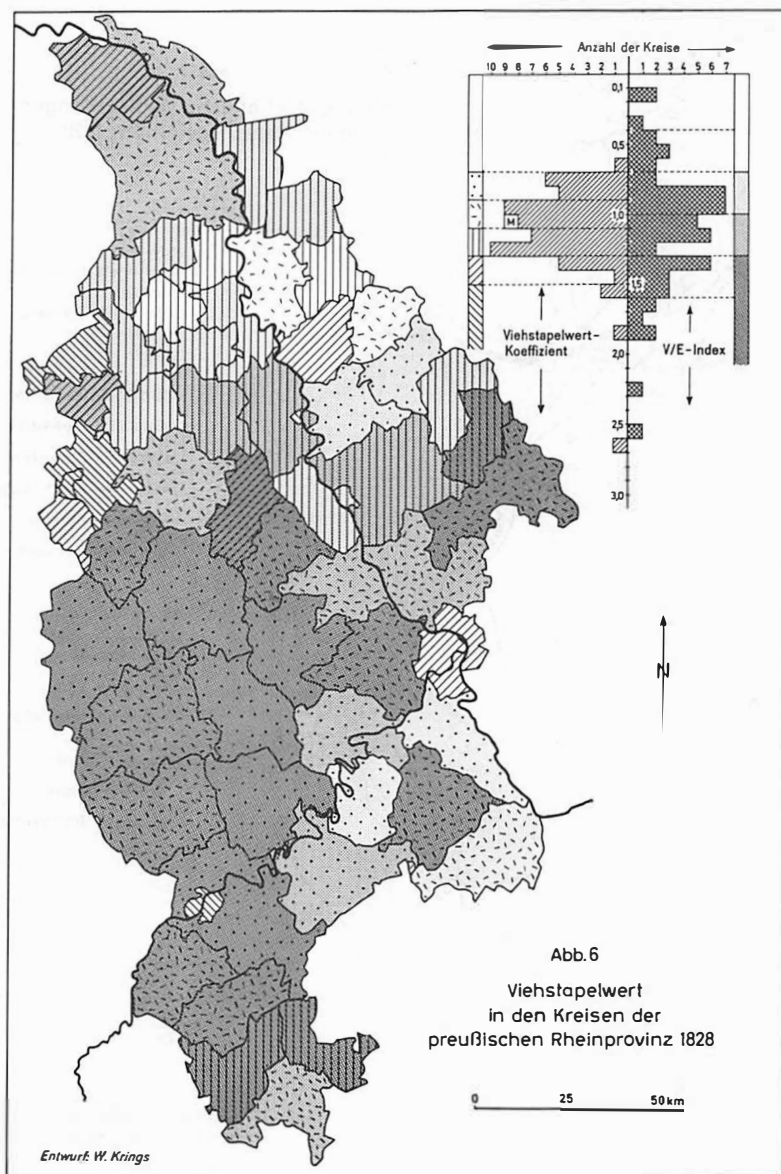 Anzahl der Kreise
10 9 8 7 6 5 4 3 2 1 1 2 3 4 5 6 7
0,1
0,5
1,0
M
1,5
Viehstapelwert-
Koeffizient
V/E-Index
2,0
2,5
3,0
N
Abb.6
Viehstapelwert
in den Kreisen der
preußischen Rheinprovinz 1828
0 25 50km
Entwurf: W. Krings